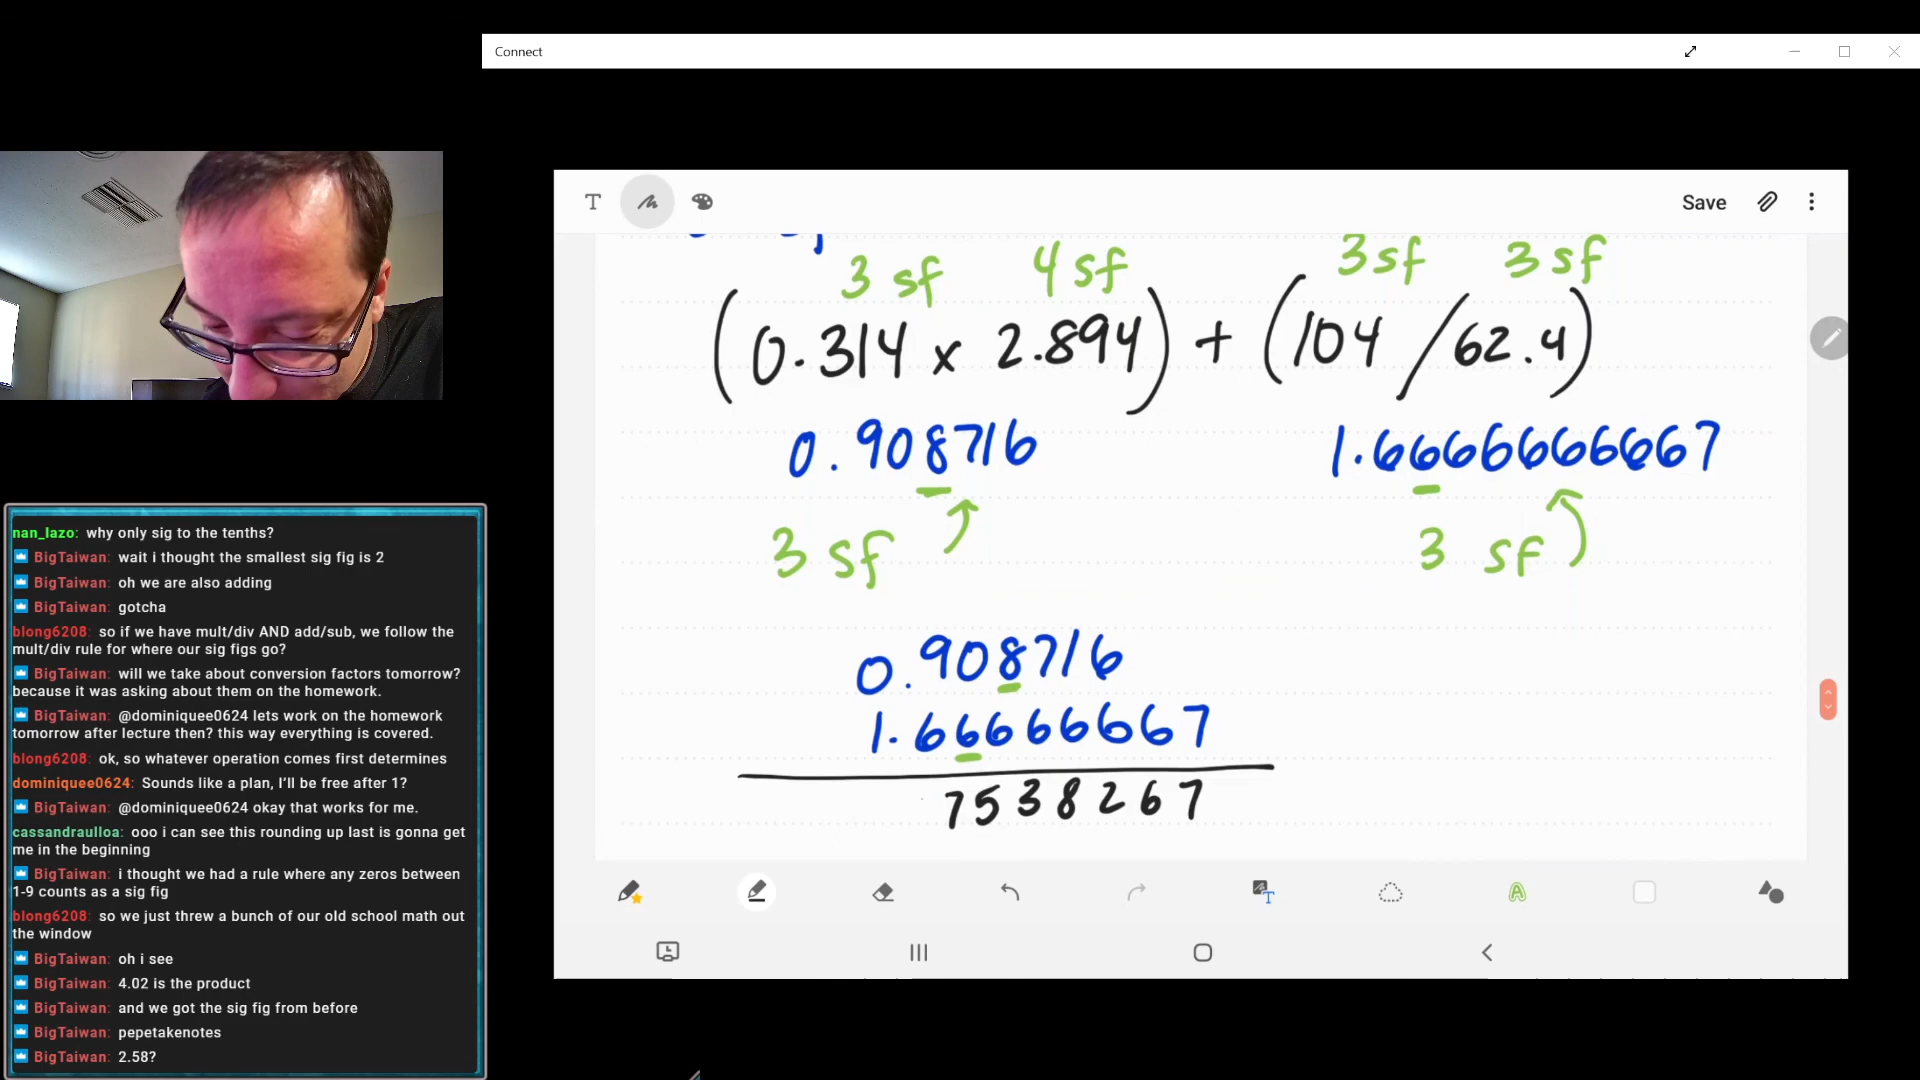 Connect
T Save
3 sf 4 sf 3 sf 3 sf
(0.314 x 2.894) + (104 / 62.4)
0.908716 1.6666666667
3 sf 3 sf
0.908716
1.66666667
7538267
nan_lazo: why only sig to the tenths?
BigTaiwan: wait i thought the smallest sig fig is 2
BigTaiwan: oh we are also adding
BigTaiwan: gotcha
blong6208: so if we have mult/div AND add/sub, we follow the
mult/div rule for where our sig figs go?
BigTaiwan: will we take about conversion factors tomorrow?
because it was asking about them on the homework.
BigTaiwan: @dominiquee0624 lets work on the homework
tomorrow after lecture then? this way everything is covered.
blong6208: ok, so whatever operation comes first determines
dominiquee0624: Sounds like a plan, I'll be free after 1?
BigTaiwan: @dominiquee0624 okay that works for me.
cassandraulloa: ooo i can see this rounding up last is gonna get
me in the beginning
BigTaiwan: i thought we had a rule where any zeros between
1-9 counts as a sig fig
blong6208: so we just threw a bunch of our old school math out
the window
BigTaiwan: oh i see
BigTaiwan: 4.02 is the product
BigTaiwan: and we got the sig fig from before
BigTaiwan: pepetakenotes
BigTaiwan: 2.58?